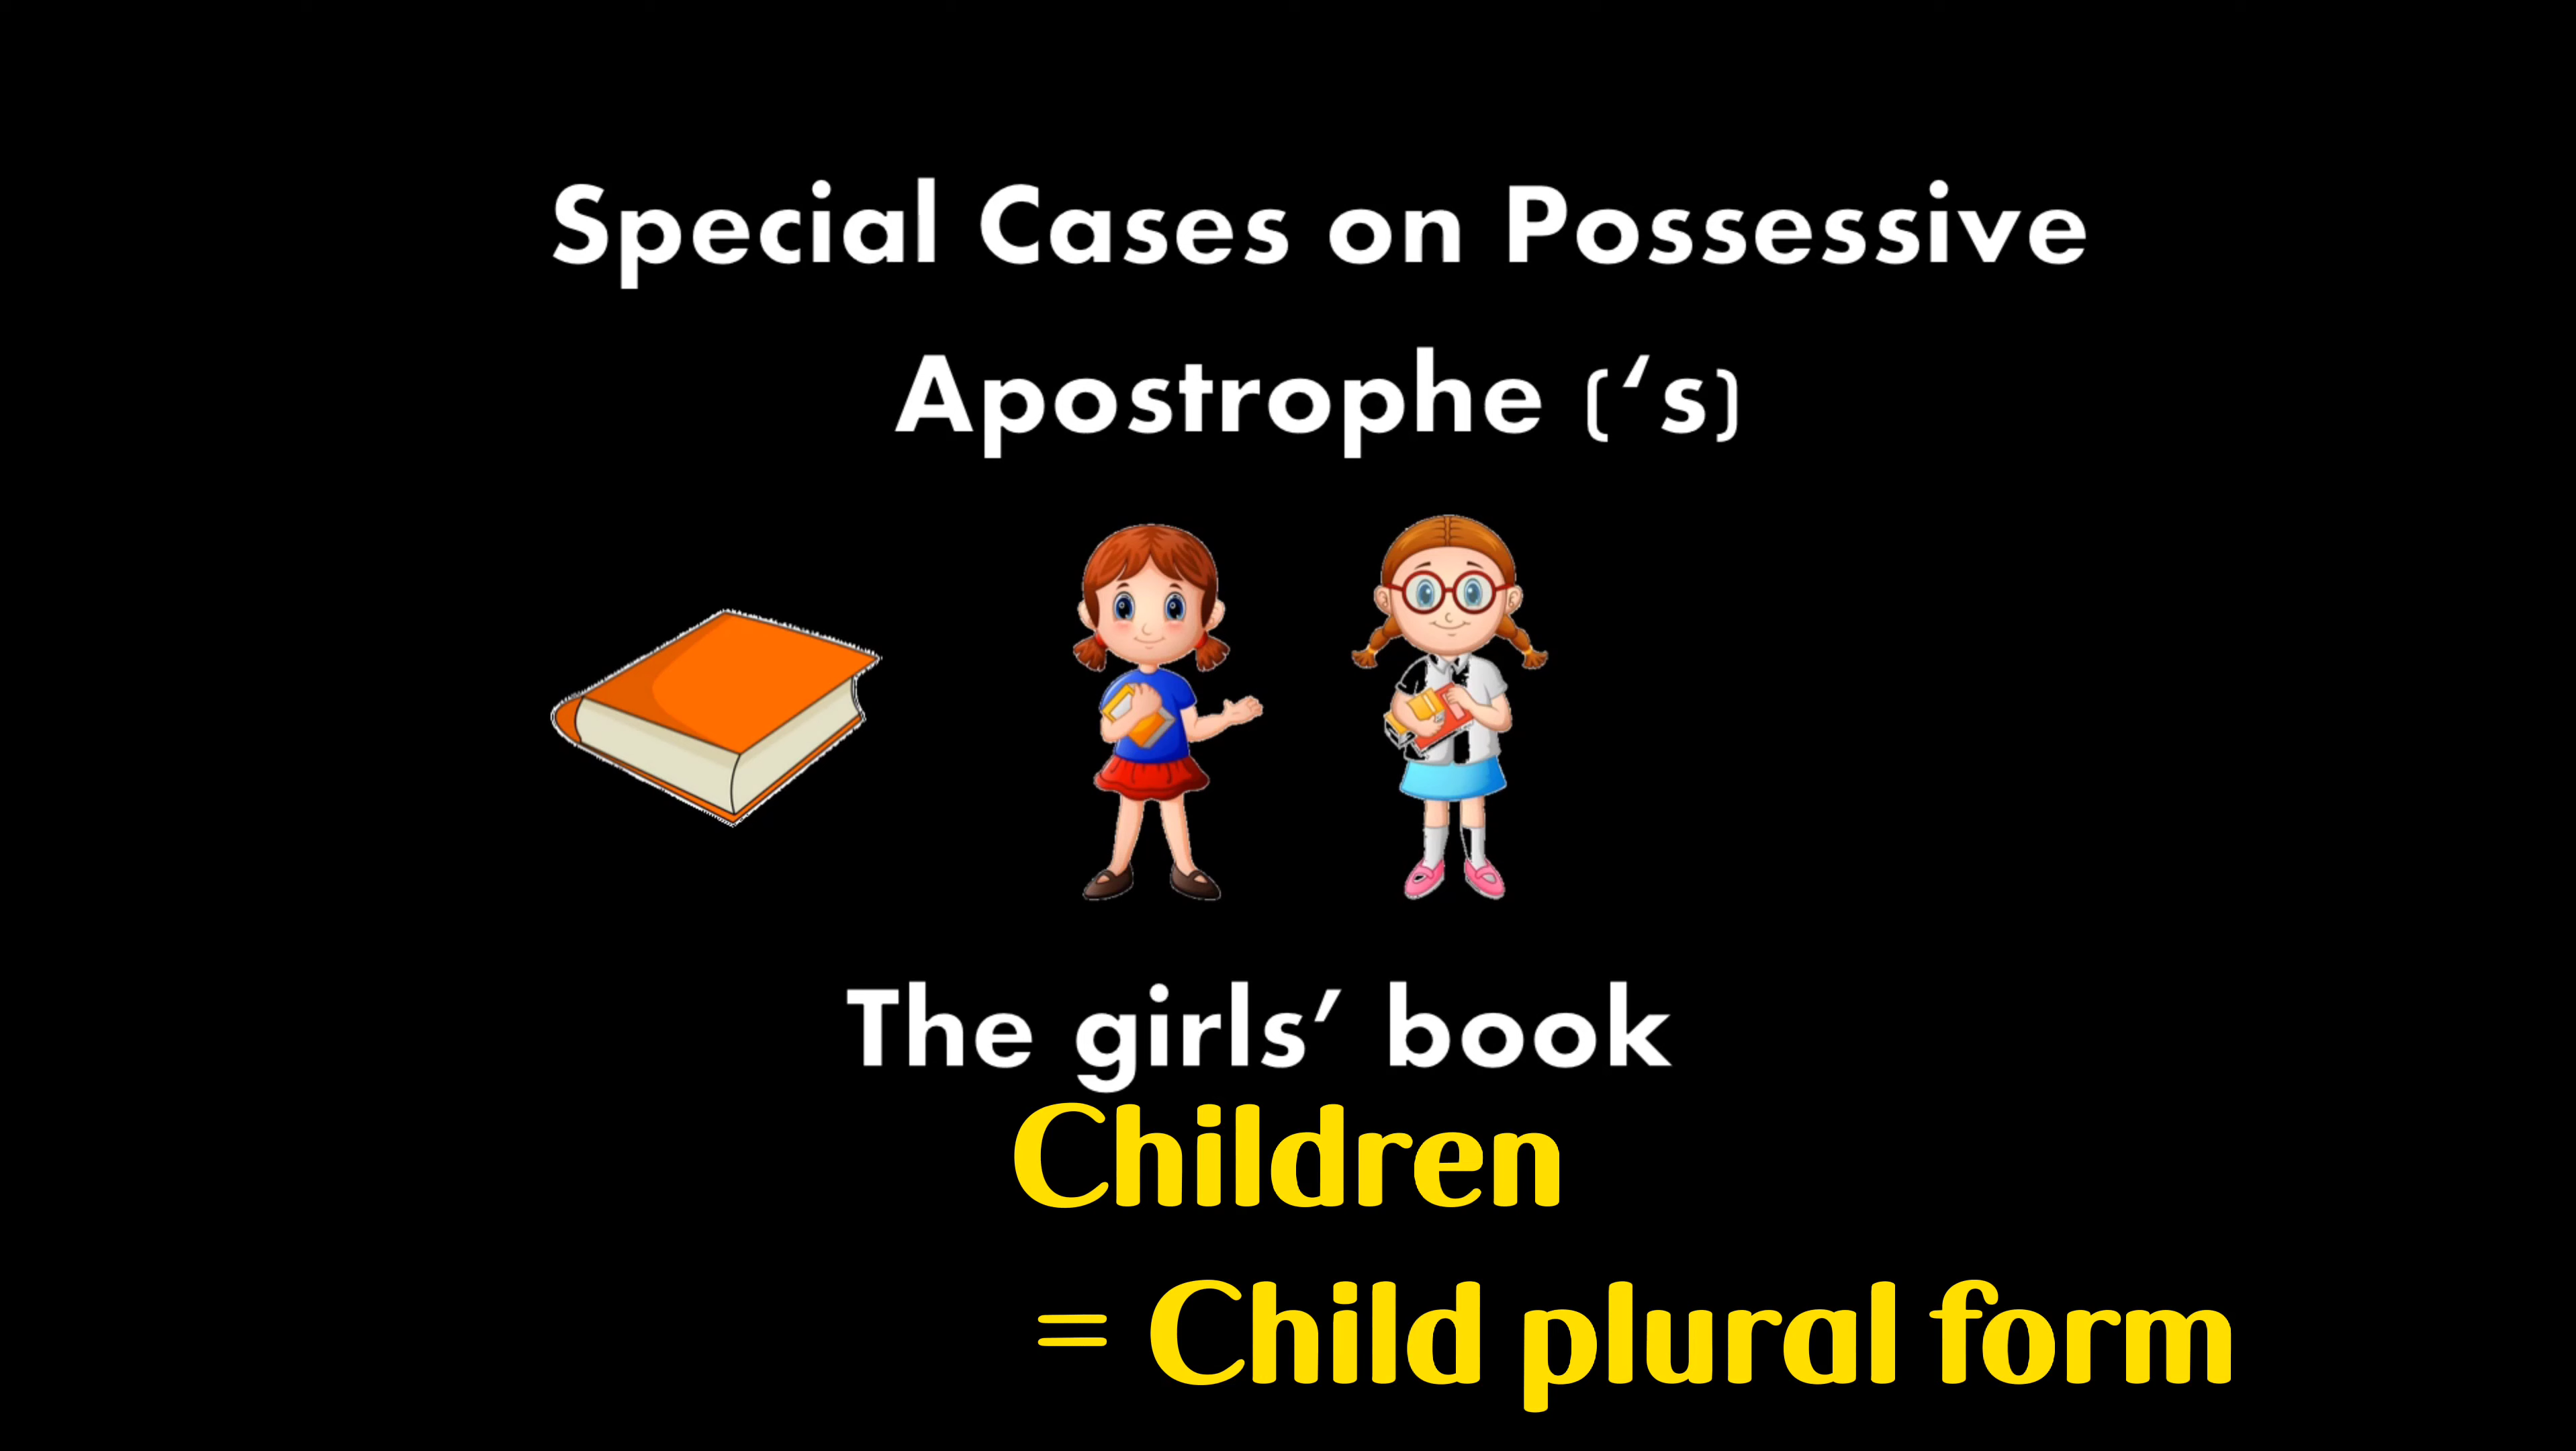 Special Cases on Possessive
Apostrophe (‘s)
The girls’ book
Children
= Child plural form